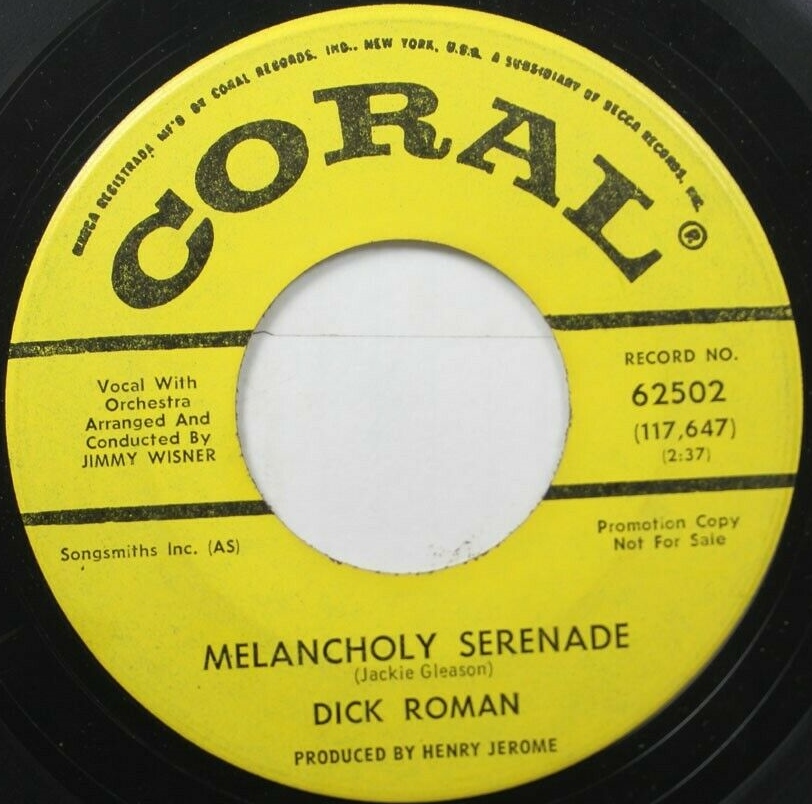 MARCA REGISTRADA MF'D BY CORAL RECORDS, INC., NEW YORK, U.S.A. A SUBSIDIARY OF DECCA RECORDS, INC.
CORAL®
Vocal With
Orchestra
Arranged And
Conducted By
JIMMY WISNER
RECORD NO.
62502
(117,647)
(2:37)
Songsmiths Inc. (AS)
Promotion Copy
Not For Sale
MELANCHOLY SERENADE
(Jackie Gleason)
DICK ROMAN
PRODUCED BY HENRY JEROME